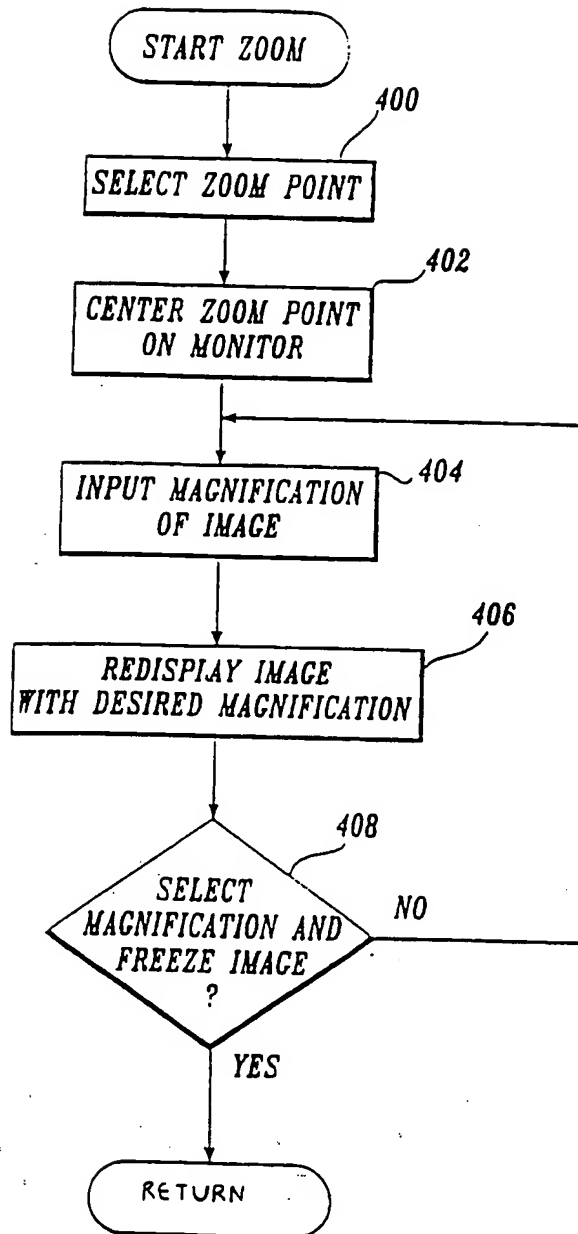 START ZOOM
400
SELECT ZOOM POINT
402
CENTER ZOOM POINT
ON MONITOR
404
INPUT MAGNIFICATION
OF IMAGE
406
REDISPLAY IMAGE
WITH DESIRED MAGNIFICATION
408
SELECT
MAGNIFICATION AND
FREEZE IMAGE
?
NO
YES
RETURN